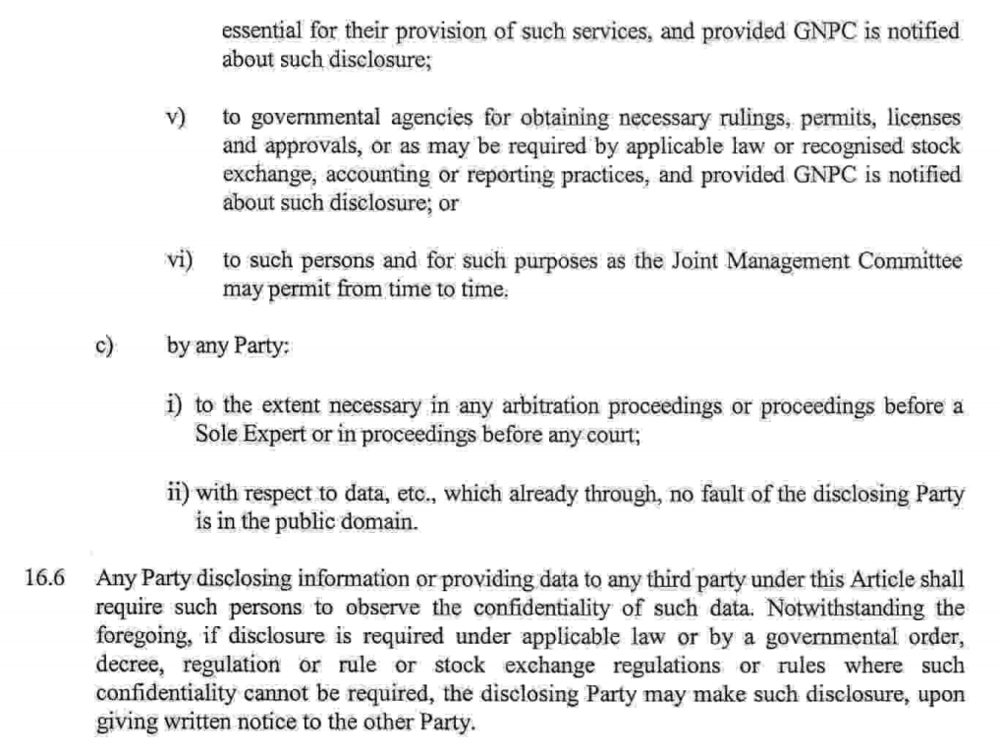 essential for their provision of such services, and provided GNPC is notified
about such disclosure;
v) to governmental agencies for obtaining necessary rulings, permits, licenses
and approvals, or as may be required by applicable law or recognised stock
exchange, accounting or reporting practices, and provided GNPC is notified
about such disclosure; or
vi) to such persons and for such purposes as the Joint Management Committee
may permit from time to time.
c) by any Party:
i) to the extent necessary in any arbitration proceedings or proceedings before a
Sole Expert or in proceedings before any court;
ii) with respect to data, etc., which already through, no fault of the disclosing Party
is in the public domain.
16.6 Any Party disclosing information or providing data to any third party under this Article shall
require such persons to observe the confidentiality of such data. Notwithstanding the
foregoing, if disclosure is required under applicable law or by a governmental order,
decree, regulation or rule or stock exchange regulations or rules where such
confidentiality cannot be required, the disclosing Party may make such disclosure, upon
giving written notice to the other Party.